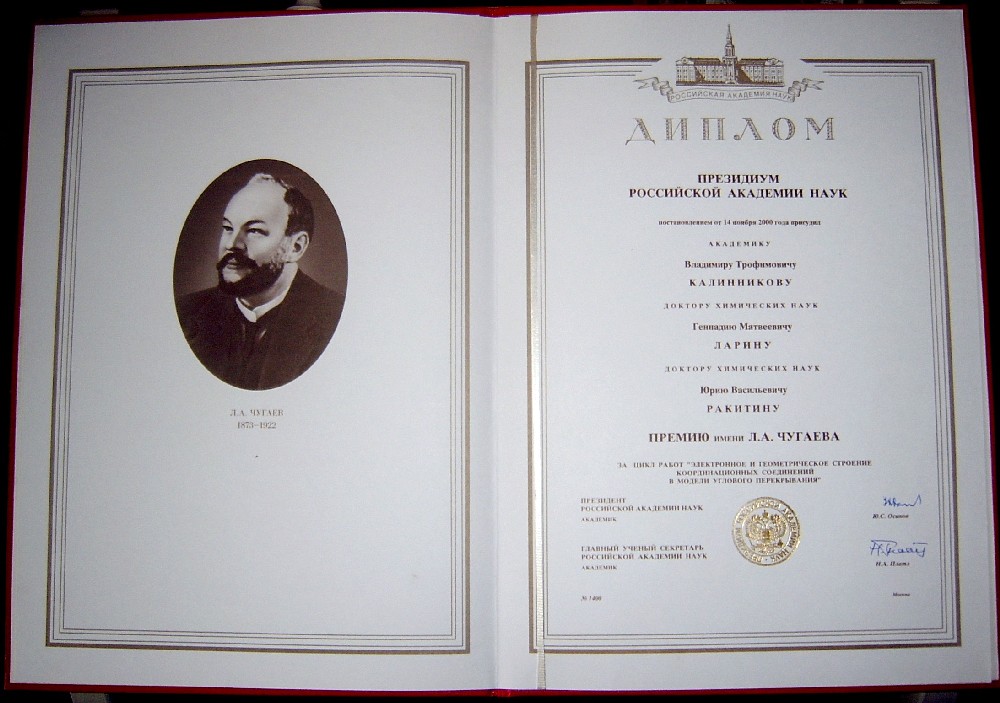 Л.А. ЧУГАЕВ
1873–1922
РОССИЙСКАЯ АКАДЕМИЯ НАУК
ДИПЛОМ
ПРЕЗИДИУМ
РОССИЙСКОЙ АКАДЕМИИ НАУК
постановлением от 14 ноября 2000 года присудил
АКАДЕМИКУ
Владимиру Трофимовичу
КАЛИННИКОВУ
ДОКТОРУ ХИМИЧЕСКИХ НАУК
Геннадию Матвеевичу
ЛАРИНУ
ДОКТОРУ ХИМИЧЕСКИХ НАУК
Юрию Васильевичу
РАКИТИНУ
ПРЕМИЮ ИМЕНИ Л.А. ЧУГАЕВА
ЗА ЦИКЛ РАБОТ "ЭЛЕКТРОННОЕ И ГЕОМЕТРИЧЕСКОЕ СТРОЕНИЕ
КООРДИНАЦИОННЫХ СОЕДИНЕНИЙ
В МОДЕЛИ УГЛОВОГО ПЕРЕКРЫВАНИЯ"
ПРЕЗИДЕНТ
РОССИЙСКОЙ АКАДЕМИИ НАУК
АКАДЕМИК
Ю.С. Осипов
ГЛАВНЫЙ УЧЕНЫЙ СЕКРЕТАРЬ
РОССИЙСКОЙ АКАДЕМИИ НАУК
АКАДЕМИК
Н.А. Платэ
№ 1400
Москва